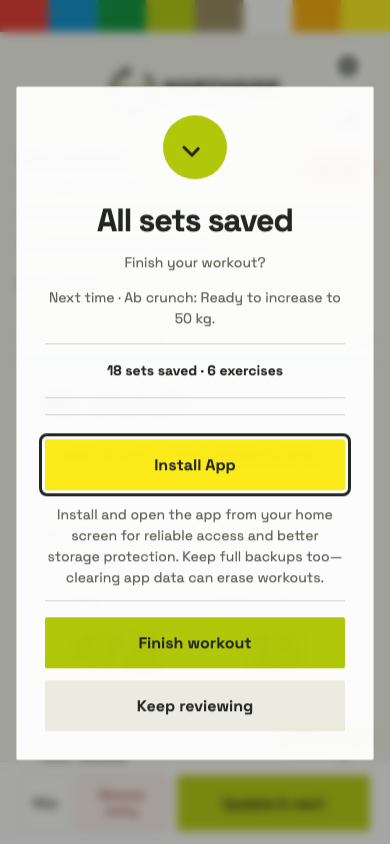 All sets saved
Finish your workout?
Next time · Ab crunch: Ready to increase to
50 kg.
18 sets saved · 6 exercises
Install App
Install and open the app from your home
screen for reliable access and better
storage protection. Keep full backups too—
clearing app data can erase workouts.
Finish workout
Keep reviewing